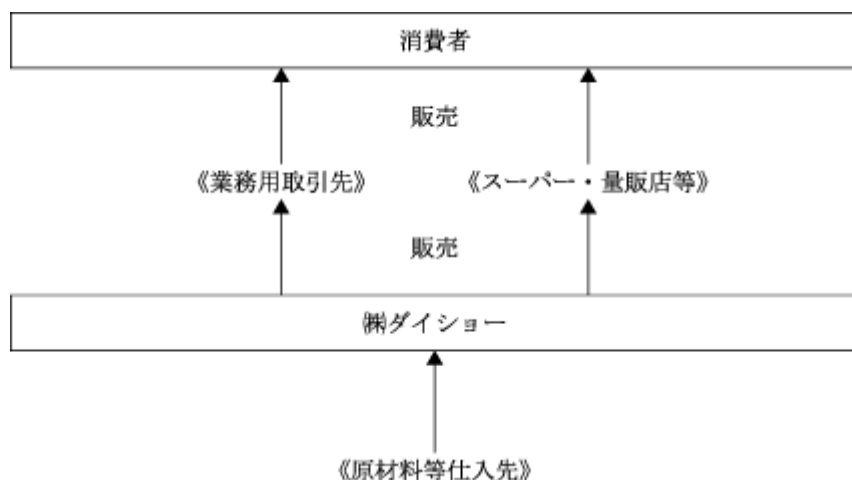 消費者
販売
《業務用取引先》 《スーパー・量販店等》
販売
㈱ダイショー
《原材料等仕入先》